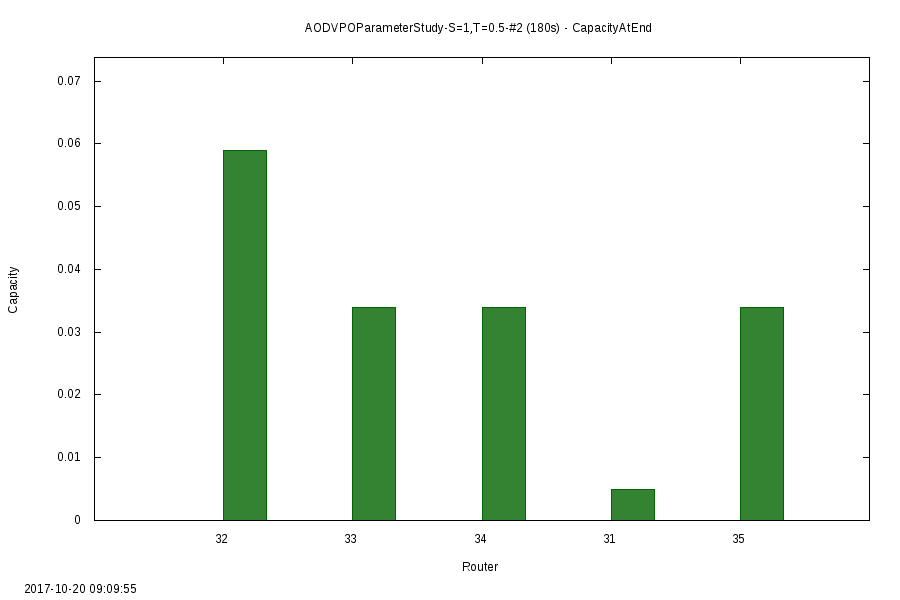 AODVPOParameterStudy-S=1,T=0.5-#2 (180s) - CapacityAtEnd
0.07
0.06
0.05
0.04
0.03
0.02
0.01
0
Capacity
32 33 34 31 35
Router
2017-10-20 09:09:55